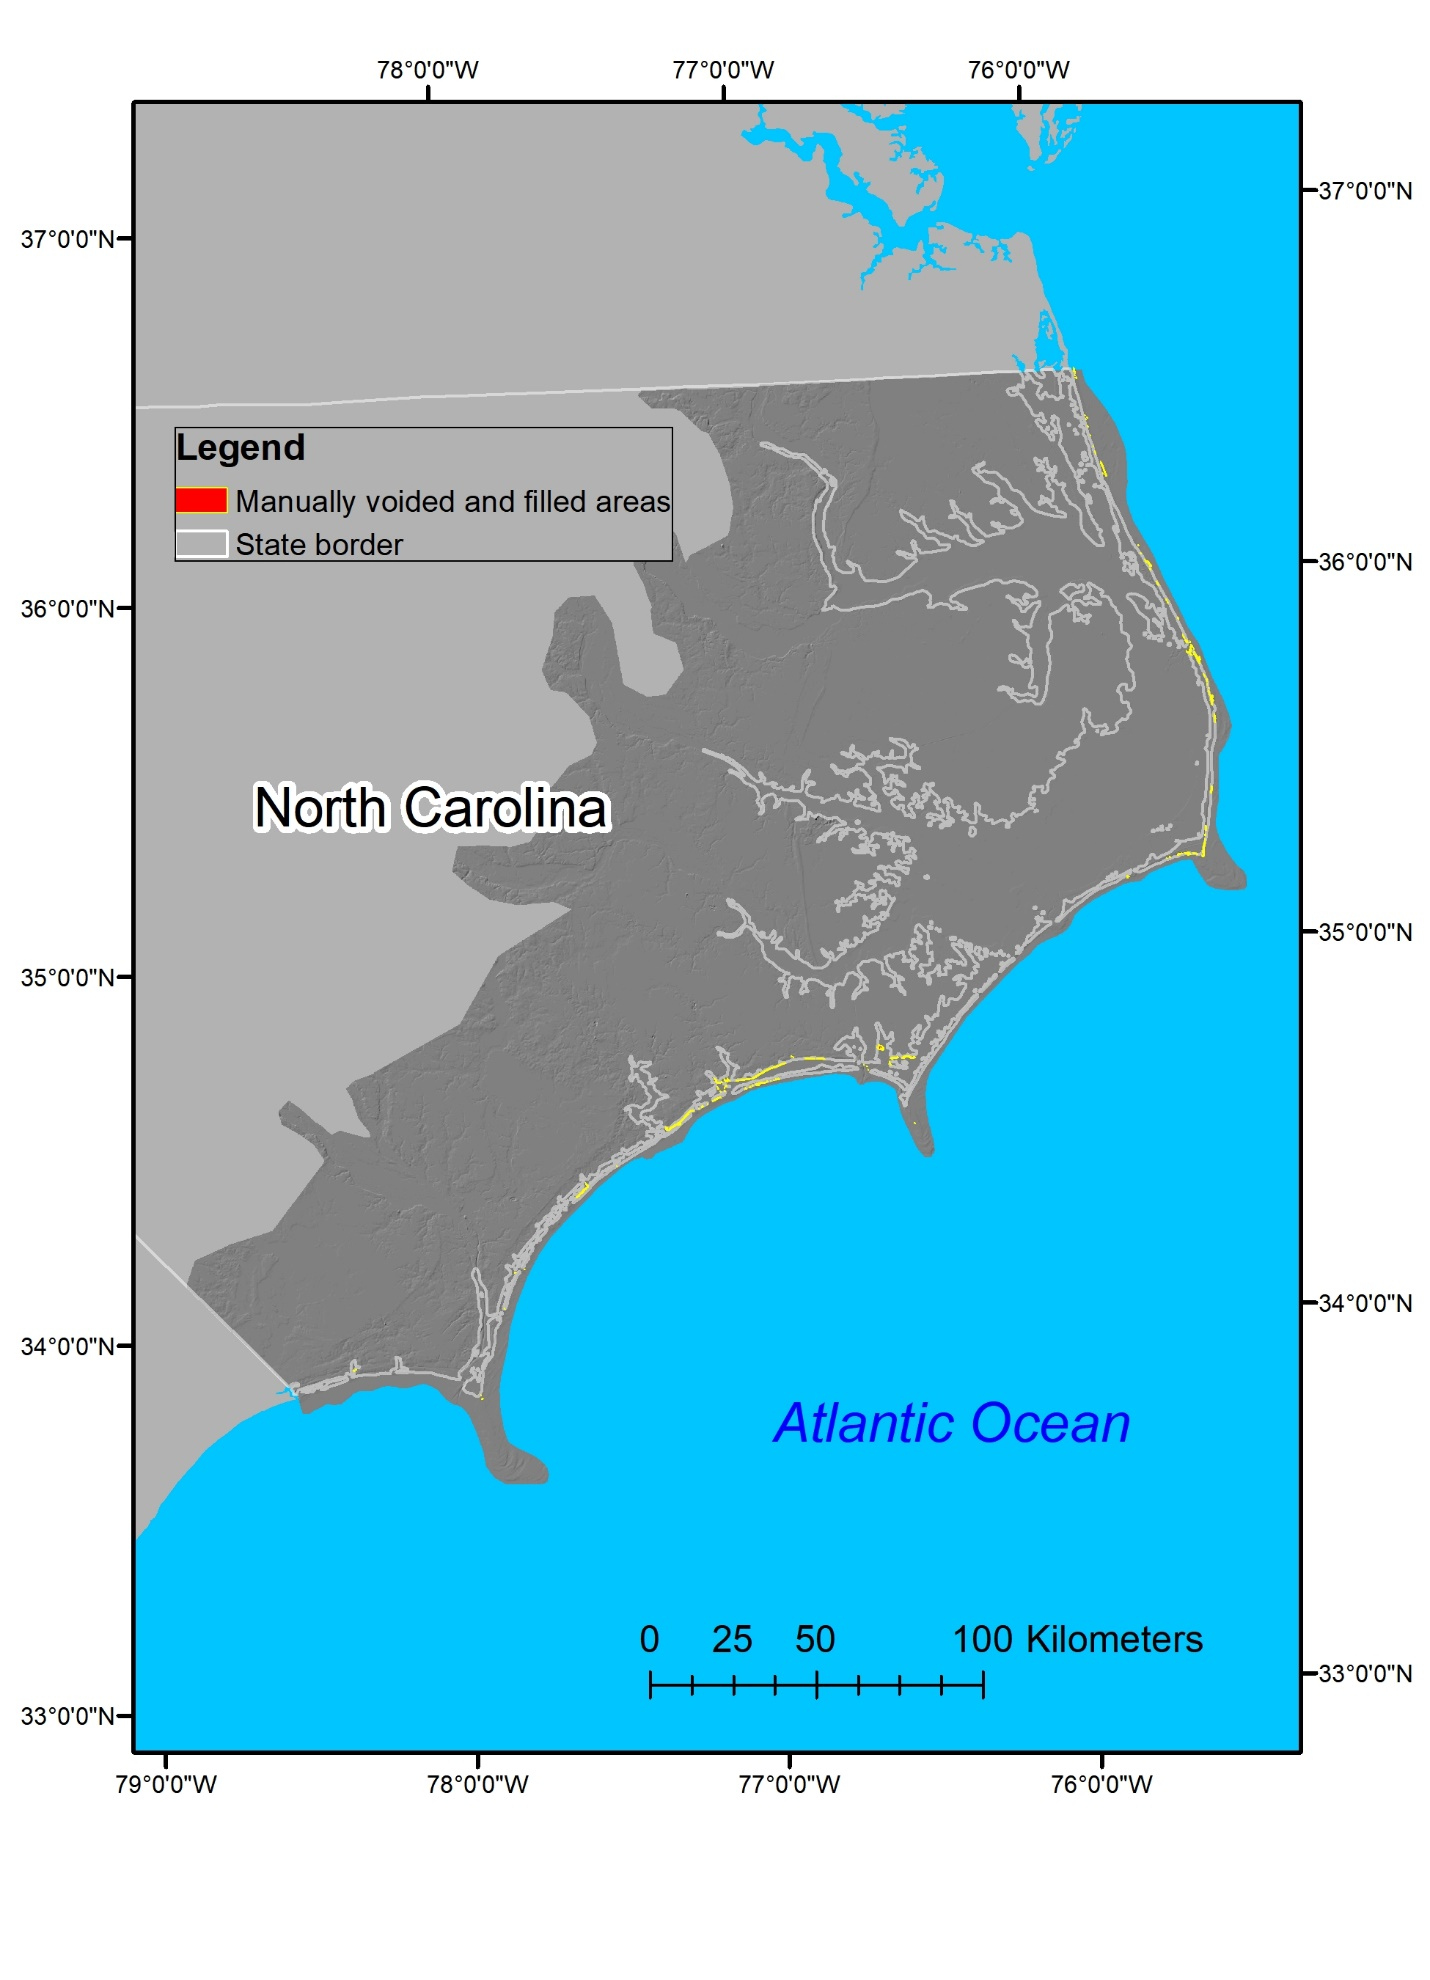 78°0'0"W 77°0'0"W 76°0'0"W
37°0'0"N
37°0'0"N
Legend
Manually voided and filled areas
State border
36°0'0"N
36°0'0"N
North Carolina
35°0'0"N
35°0'0"N
34°0'0"N
34°0'0"N
Atlantic Ocean
0 25 50 100 Kilometers
33°0'0"N
33°0'0"N
79°0'0"W 78°0'0"W 77°0'0"W 76°0'0"W